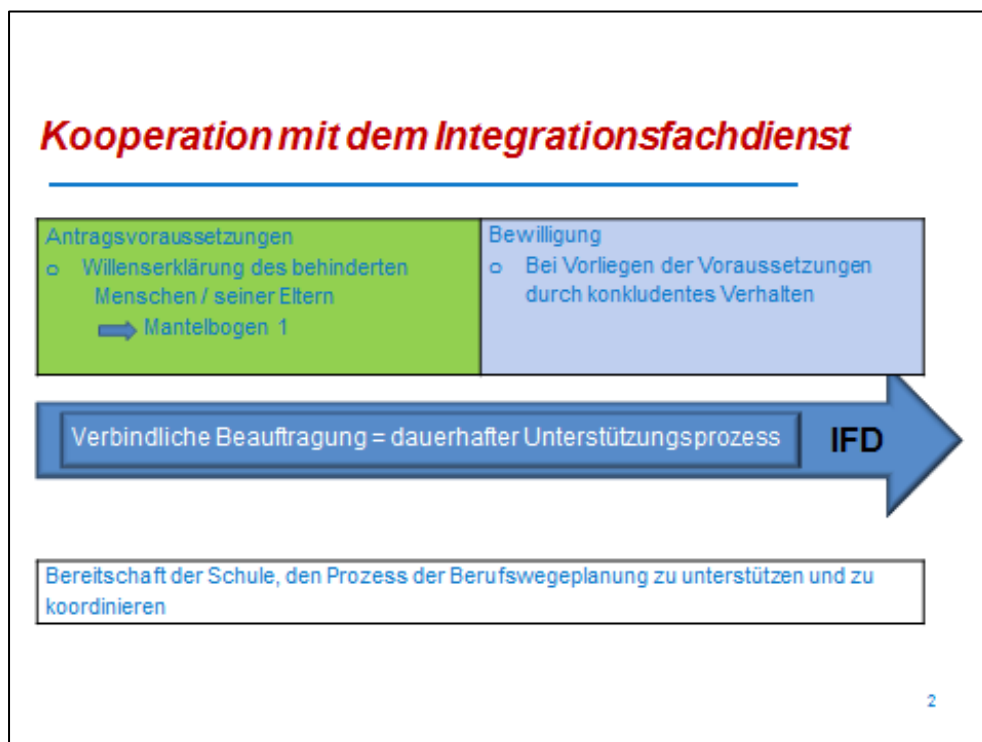 Kooperation mit dem Integrationsfachdienst
Antragsvoraussetzungen
o Willenserklärung des behinderten
Menschen / seiner Eltern
Mantelbogen 1
Bewilligung
o Bei Vorliegen der Voraussetzungen
durch konkludentes Verhalten
Verbindliche Beauftragung = dauerhafter Unterstützungsprozess
IFD
Bereitschaft der Schule, den Prozess der Berufswegeplanung zu unterstützen und zu
koordinieren
2